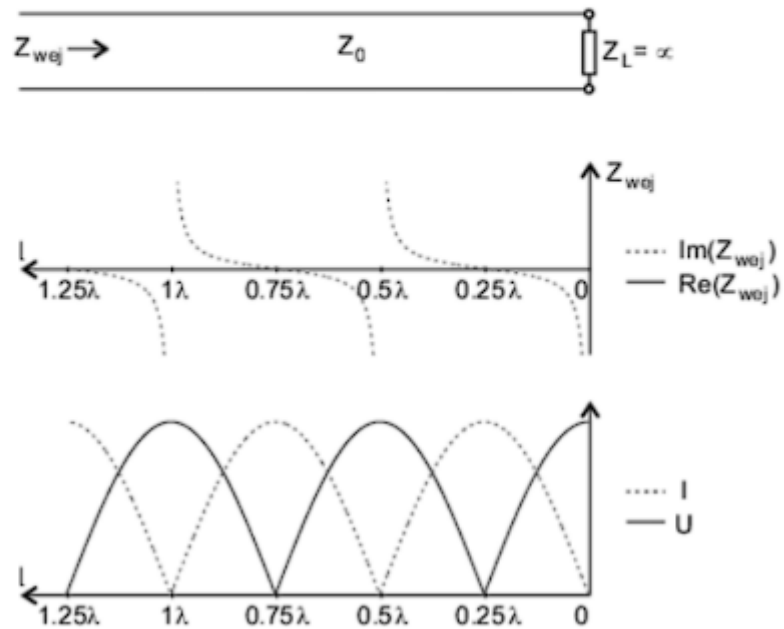 Z_wej → Z_0 Z_L = ∝
Z_wej
l
1.25λ 1λ 0.75λ 0.5λ 0.25λ 0
Im(Z_wej)
Re(Z_wej)
I
U
l
1.25λ 1λ 0.75λ 0.5λ 0.25λ 0